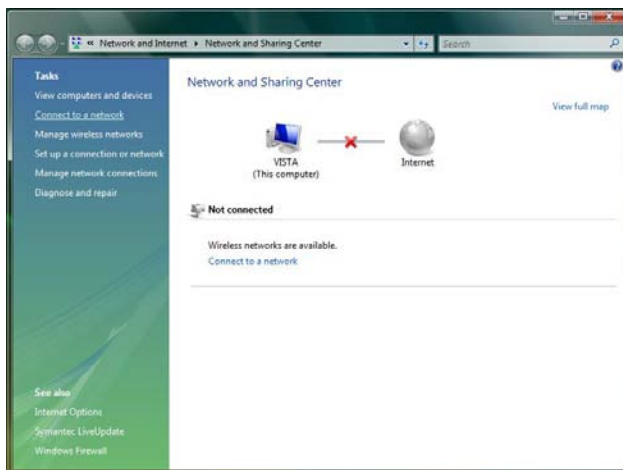 « Network and Internet ▸ Network and Sharing Center
Search
Tasks
View computers and devices
Connect to a network
Manage wireless networks
Set up a connection or network
Manage network connections
Diagnose and repair
See also
Internet Options
Symantec LiveUpdate
Windows Firewall
Network and Sharing Center
View full map
VISTA
(This computer)
Internet
Not connected
Wireless networks are available.
Connect to a network